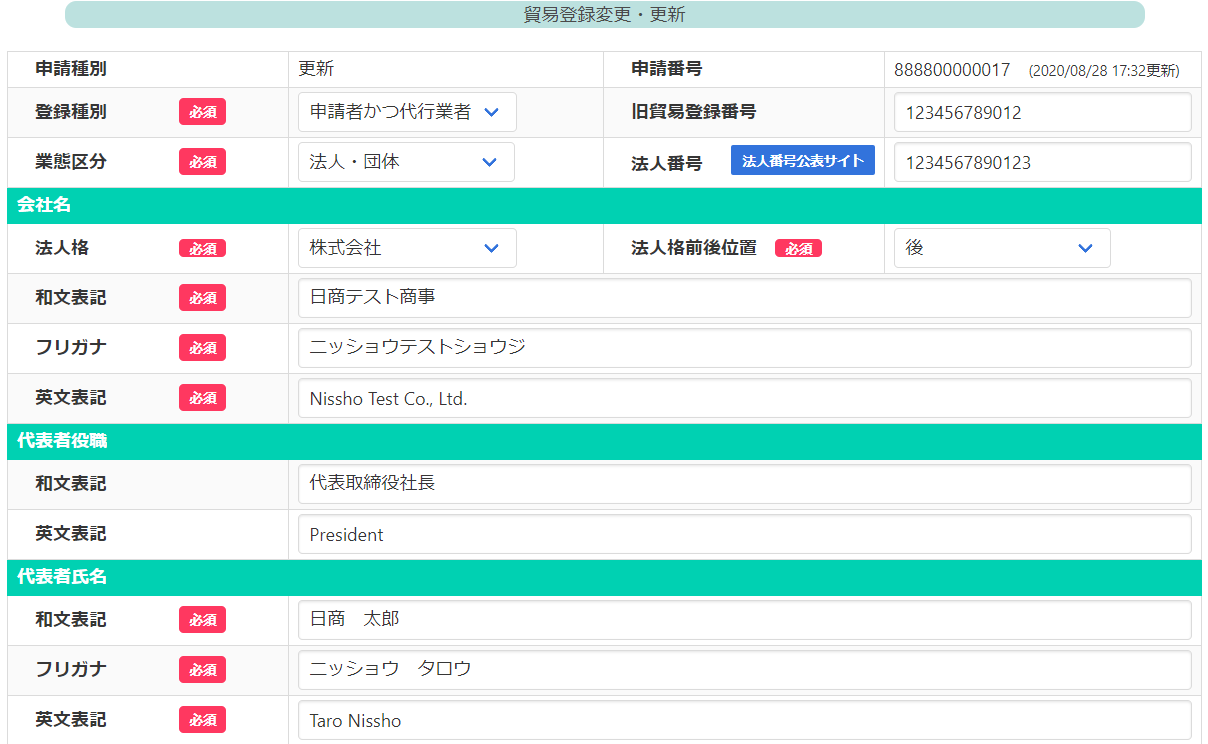 貿易登録変更・更新
申請種別 更新 申請番号 888800000017 (2020/08/28 17:32更新)
登録種別 必須 申請者かつ代行業者 旧貿易登録番号 123456789012
業態区分 必須 法人・団体 法人番号 法人番号公表サイト 1234567890123
会社名
法人格 必須 株式会社 法人格前後位置 必須 後
和文表記 必須 日商テスト商事
フリガナ 必須 ニッショウテストショウジ
英文表記 必須 Nissho Test Co., Ltd.
代表者役職
和文表記 代表取締役社長
英文表記 President
代表者氏名
和文表記 必須 日商　太郎
フリガナ 必須 ニッショウ　タロウ
英文表記 必須 Taro Nissho